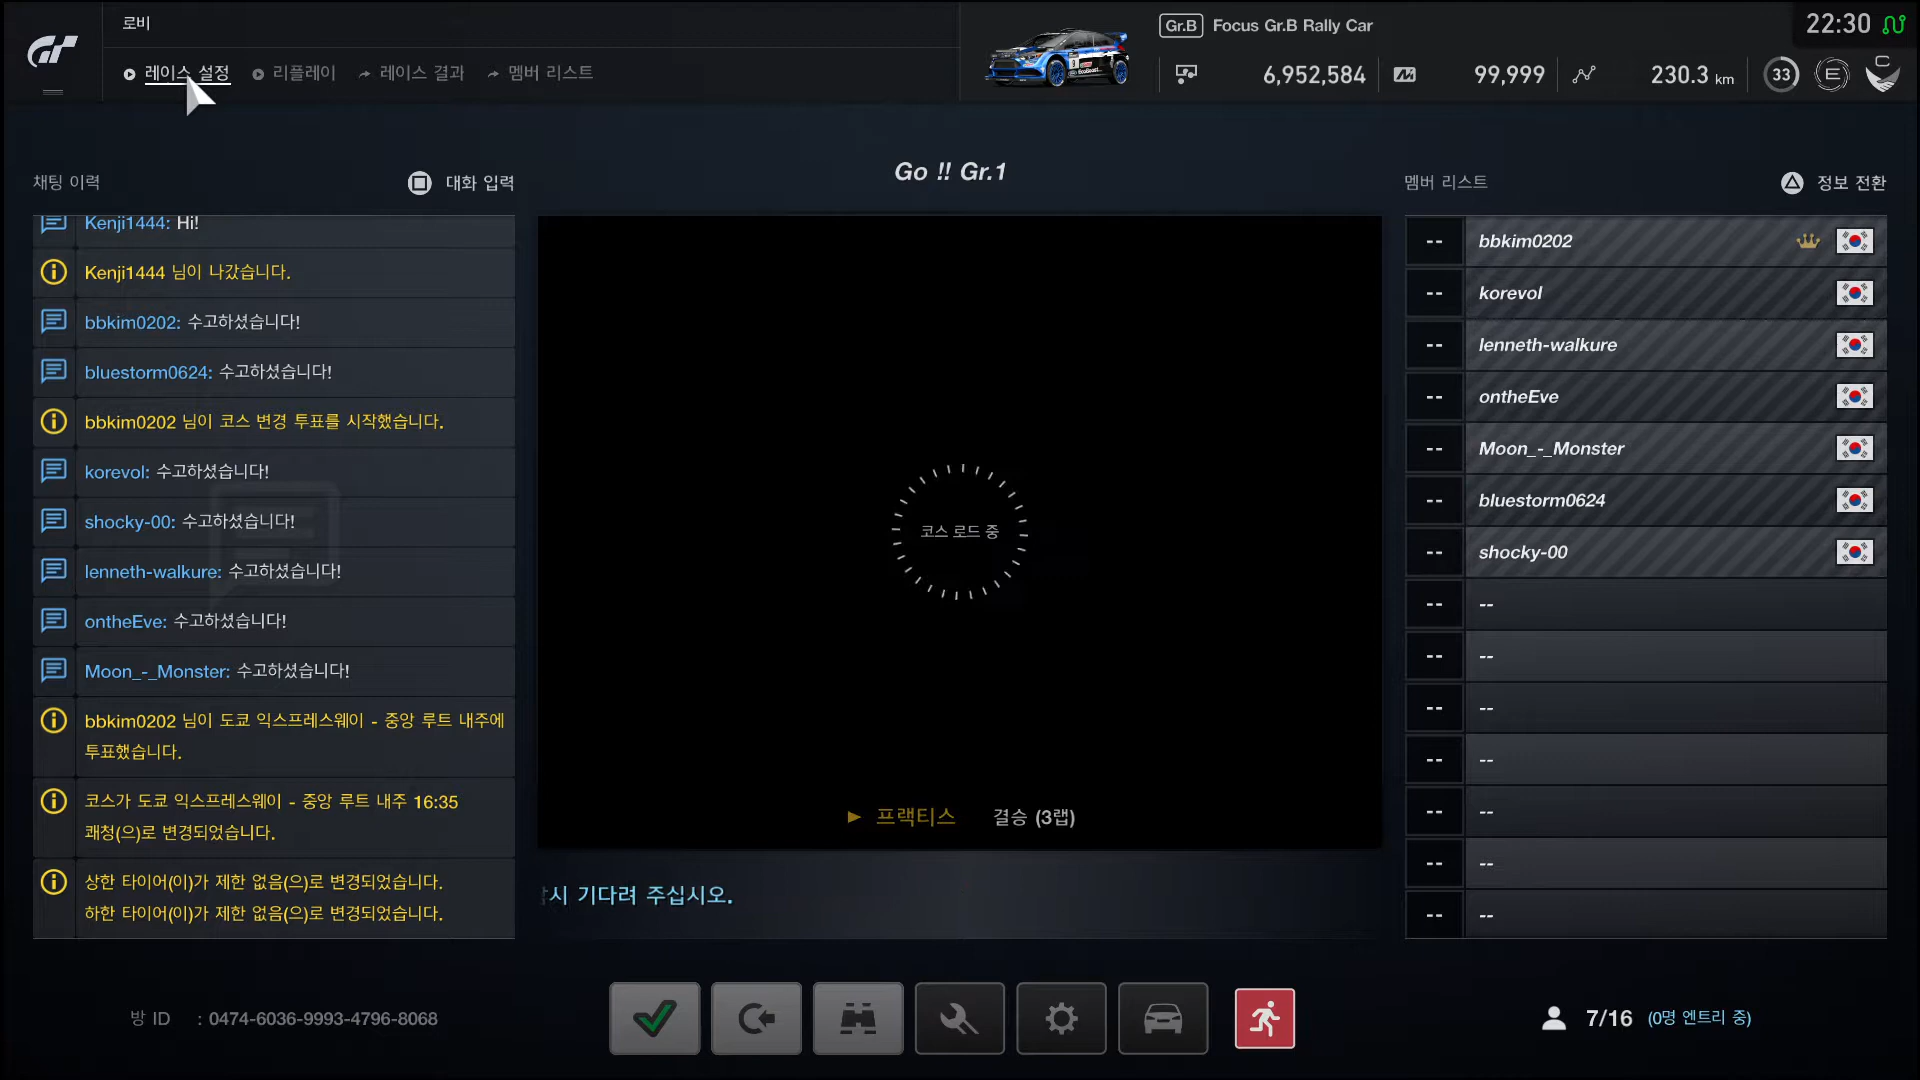 로비
Gr.B Focus Gr.B Rally Car
22:30
레이스 설정 리플레이 레이스 결과 멤버 리스트
6,952,584 99,999 230.3 km 33 E C
Go !! Gr.1
채팅 이력 대화 입력
Kenji1444: Hi!
Kenji1444 님이 나갔습니다.
bbkim0202: 수고하셨습니다!
bluestorm0624: 수고하셨습니다!
bbkim0202 님이 코스 변경 투표를 시작했습니다.
korevol: 수고하셨습니다!
shocky-00: 수고하셨습니다!
lenneth-walkure: 수고하셨습니다!
ontheEve: 수고하셨습니다!
Moon_-_Monster: 수고하셨습니다!
bbkim0202 님이 도쿄 익스프레스웨이 - 중앙 루트 내주에
투표했습니다.
코스가 도쿄 익스프레스웨이 - 중앙 루트 내주 16:35
쾌청(으)로 변경되었습니다.
상한 타이어(이)가 제한 없음(으)로 변경되었습니다.
하한 타이어(이)가 제한 없음(으)로 변경되었습니다.
코스 로드 중
프랙티스 결승 (3랩)
시 기다려 주십시오.
멤버 리스트 정보 전환
-- bbkim0202
-- korevol
-- lenneth-walkure
-- ontheEve
-- Moon_-_Monster
-- bluestorm0624
-- shocky-00
-- --
-- --
-- --
-- --
-- --
-- --
-- --
방 ID : 0474-6036-9993-4796-8068
7/16 (0명 엔트리 중)